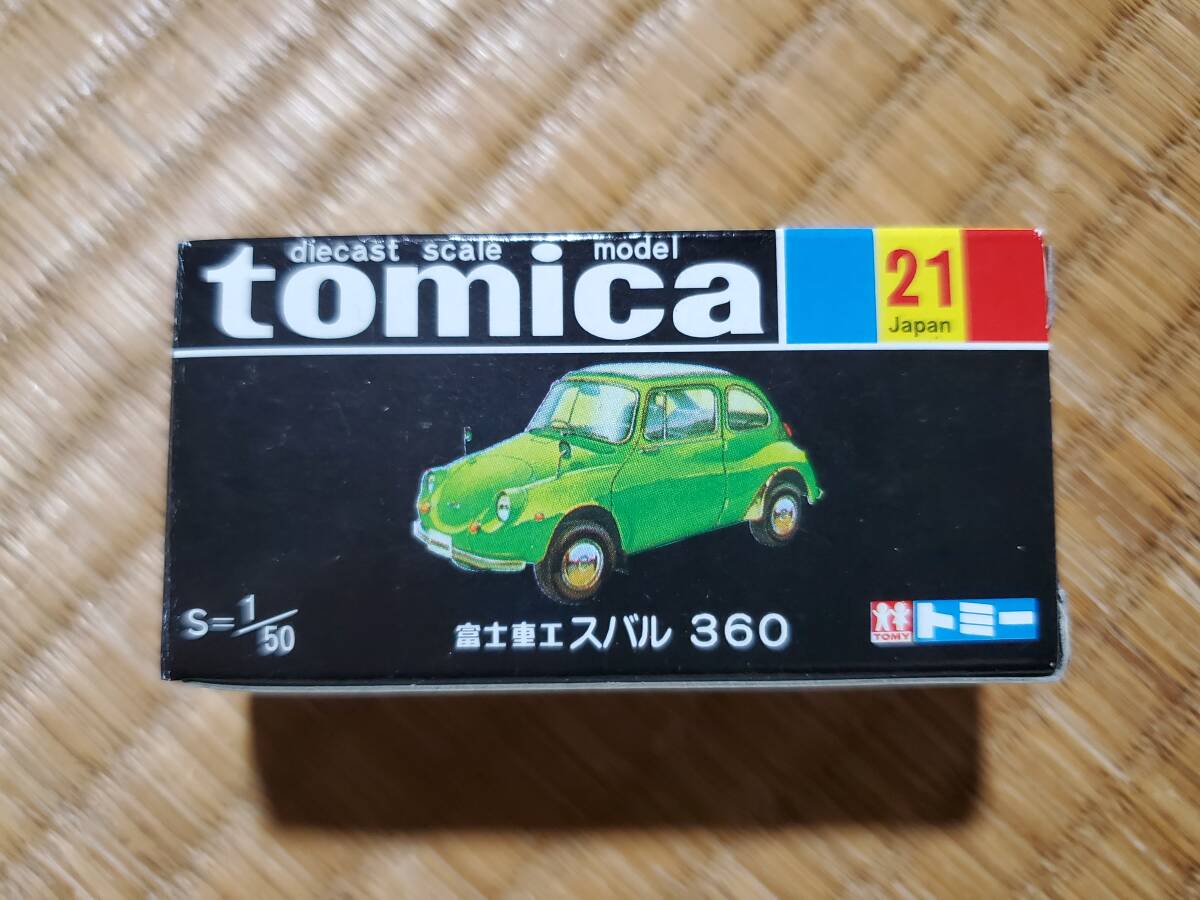 diecast scale model
tomica
21
Japan
S=1/50
富士重工スバル 360
TOMY
トミー